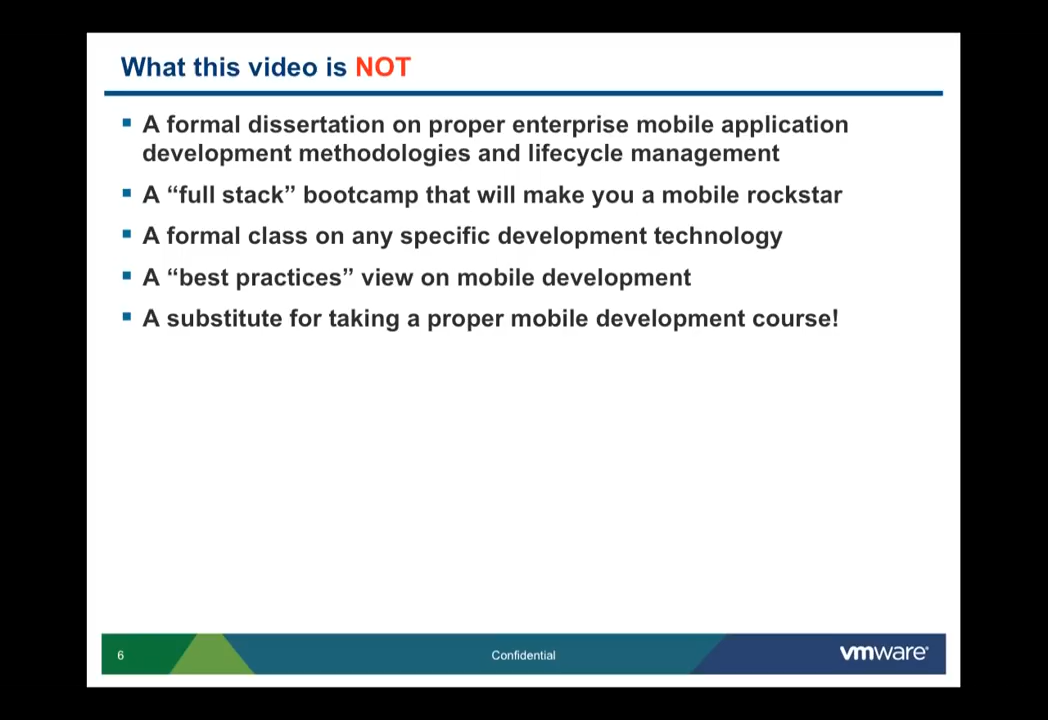 What this video is NOT
▪ A formal dissertation on proper enterprise mobile application
development methodologies and lifecycle management
▪ A “full stack” bootcamp that will make you a mobile rockstar
▪ A formal class on any specific development technology
▪ A “best practices” view on mobile development
▪ A substitute for taking a proper mobile development course!
6
Confidential
vmware